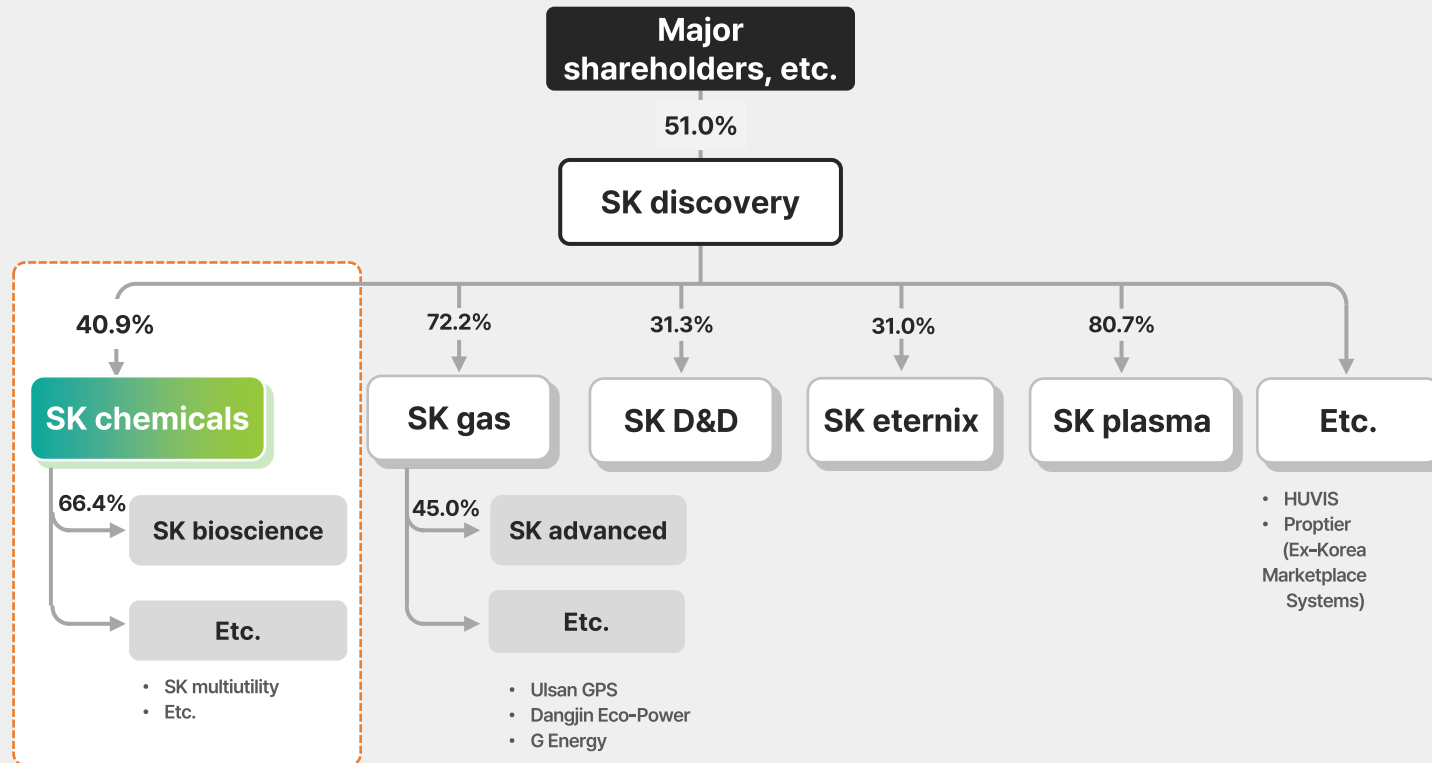 Major
shareholders, etc.
51.0%
SK discovery
40.9%
72.2%
31.3%
31.0%
80.7%
SK chemicals
SK gas
SK D&D
SK eternix
SK plasma
Etc.
66.4%
SK bioscience
Etc.
• SK multiutility
• Etc.
45.0%
SK advanced
Etc.
• Ulsan GPS
• Dangjin Eco-Power
• G Energy
• HUVIS
• Proptier
(Ex-Korea
Marketplace
Systems)